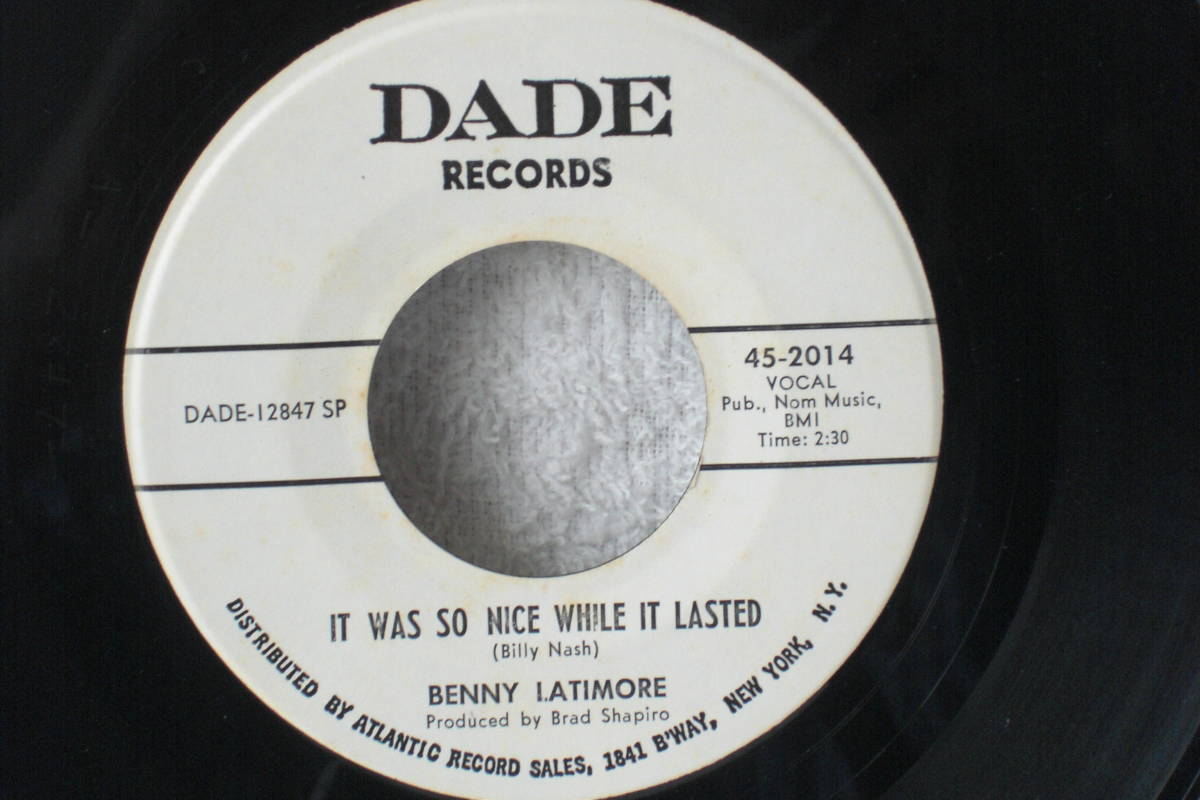 DADE
RECORDS
DADE-12847 SP
45-2014
VOCAL
Pub., Nom Music,
BMI
Time: 2:30
IT WAS SO NICE WHILE IT LASTED
(Billy Nash)
BENNY LATIMORE
Produced by Brad Shapiro
DISTRIBUTED BY ATLANTIC RECORD SALES, 1841 B'WAY, NEW YORK, N.Y.